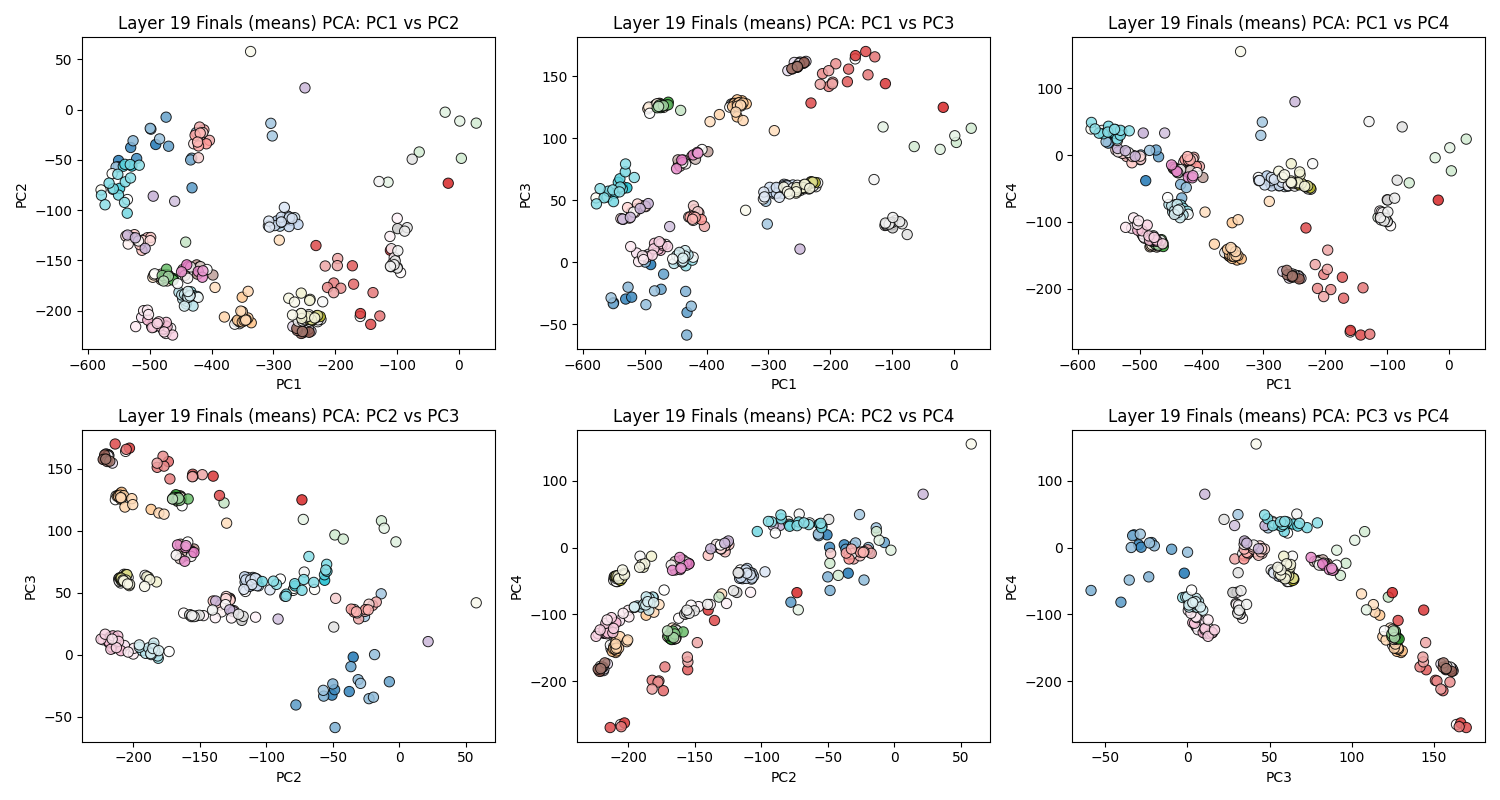 Layer 19 Finals (means) PCA: PC1 vs PC2
Layer 19 Finals (means) PCA: PC1 vs PC3
Layer 19 Finals (means) PCA: PC1 vs PC4
50
0
−50
−100
−150
−200
PC2
−600 −500 −400 −300 −200 −100 0
PC1
150
100
50
0
−50
PC3
−600 −500 −400 −300 −200 −100 0
PC1
100
0
−100
−200
PC4
−600 −500 −400 −300 −200 −100 0
PC1
Layer 19 Finals (means) PCA: PC2 vs PC3
Layer 19 Finals (means) PCA: PC2 vs PC4
Layer 19 Finals (means) PCA: PC3 vs PC4
150
100
50
0
−50
PC3
−200 −150 −100 −50 0 50
PC2
100
0
−100
−200
PC4
−200 −150 −100 −50 0 50
PC2
100
0
−100
−200
PC4
−50 0 50 100 150
PC3